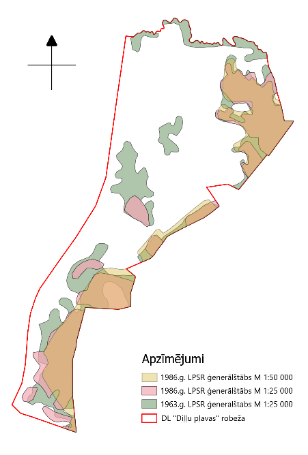 Apzīmējumi
1986.g. LPSR ģenerālštābs M 1:50 000
1986.g. LPSR ģenerālštābs M 1:25 000
1963.g. LPSR ģenerālštābs M 1:25 000
DL "Diļļu pļavas" robeža